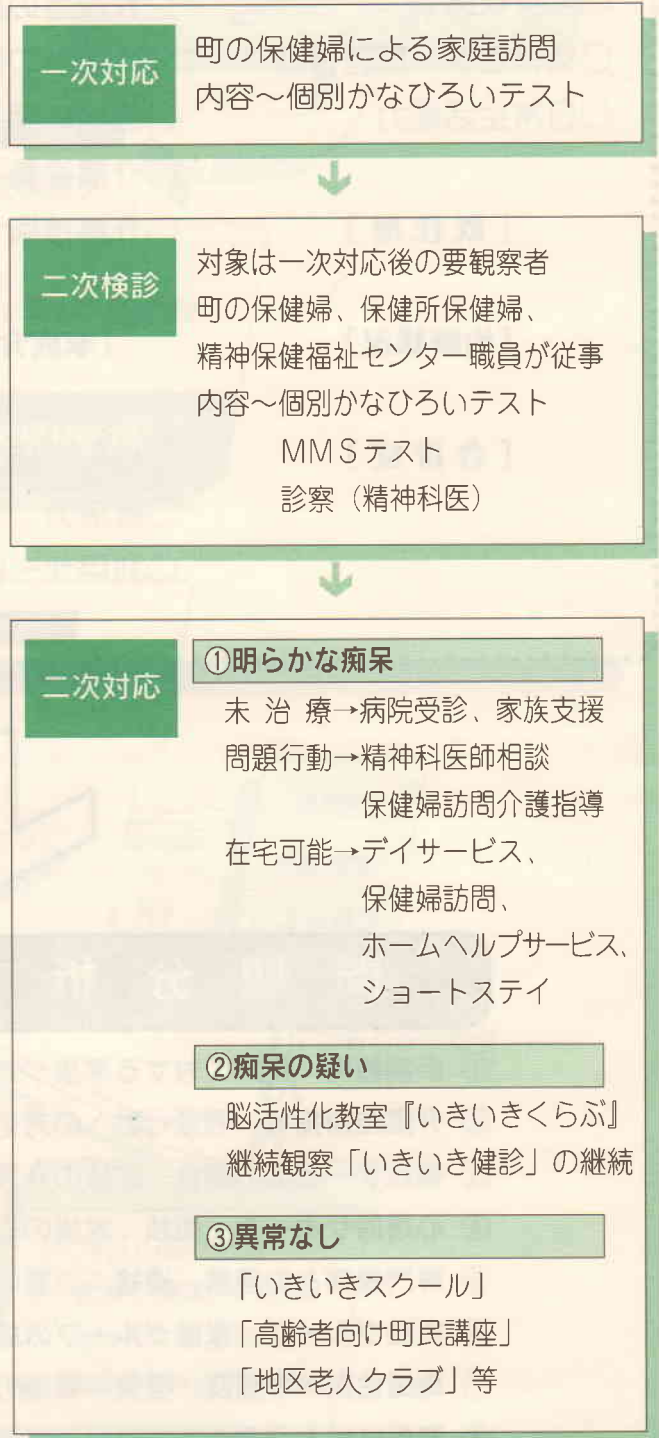 一次対応
町の保健婦による家庭訪問
内容～個別かなひろいテスト
二次検診
対象は一次対応後の要観察者
町の保健婦、保健所保健婦、
精神保健福祉センター職員が従事
内容～個別かなひろいテスト
MMSテスト
診察（精神科医）
二次対応
①明らかな痴呆
未治療→病院受診、家族支援
問題行動→精神科医師相談
保健婦訪問介護指導
在宅可能→デイサービス、
保健婦訪問、
ホームヘルプサービス、
ショートステイ
②痴呆の疑い
脳活性化教室『いきいきくらぶ』
継続観察「いきいき健診」の継続
③異常なし
「いきいきスクール」
「高齢者向け町民講座」
「地区老人クラブ」等